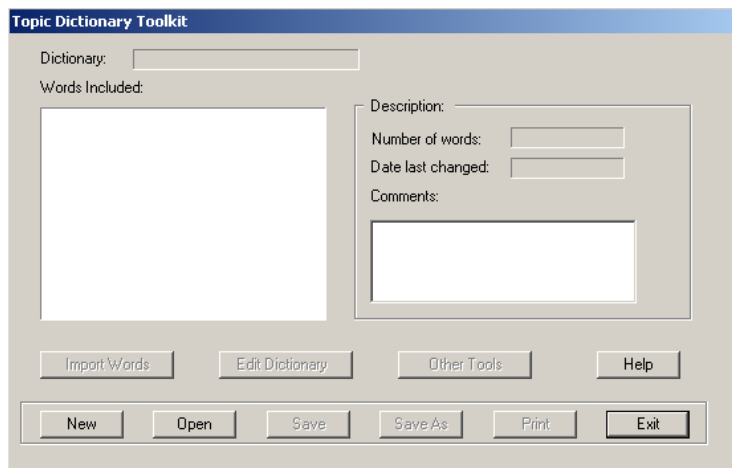 Topic Dictionary Toolkit
Dictionary:
Words Included:
Description:
Number of words:
Date last changed:
Comments:
Import Words Edit Dictionary Other Tools Help
New Open Save Save As Print Exit